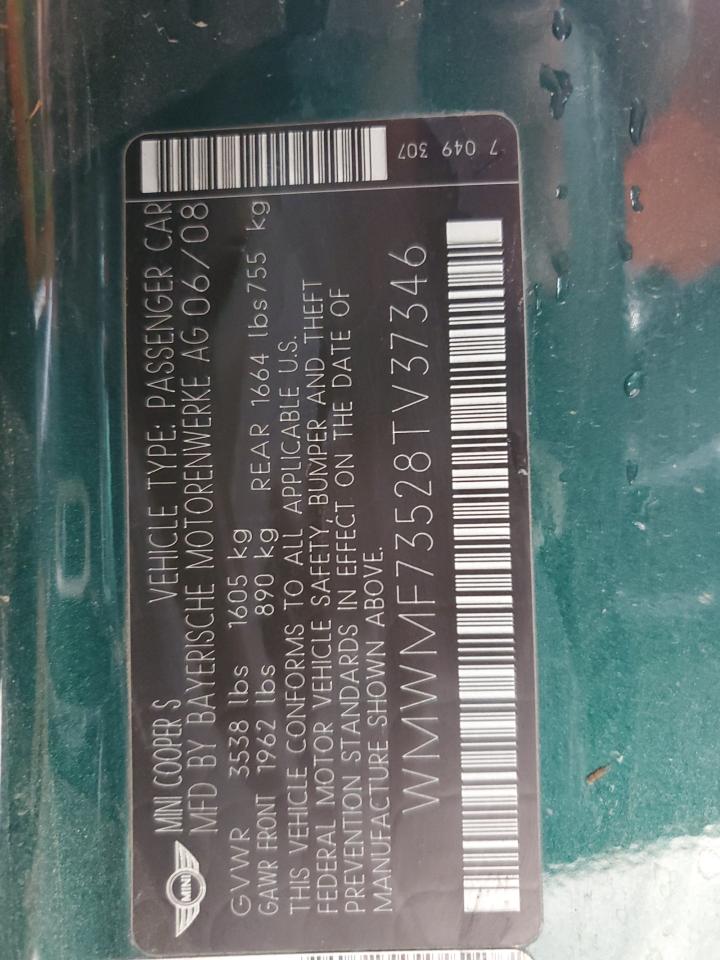 MINI
MINI COOPER S VEHICLE TYPE: PASSENGER CAR
MFD BY BAYERISCHE MOTORENWERKE AG 06/08
GVWR 3538 lbs 1605 kg
GAWR FRONT 1962 lbs 890 kg REAR 1664 lbs 755 kg
THIS VEHICLE CONFORMS TO ALL APPLICABLE U.S.
FEDERAL MOTOR VEHICLE SAFETY, BUMPER AND THEFT
PREVENTION STANDARDS IN EFFECT ON THE DATE OF
MANUFACTURE SHOWN ABOVE.
WMWMF73528TV37346
7 049 307